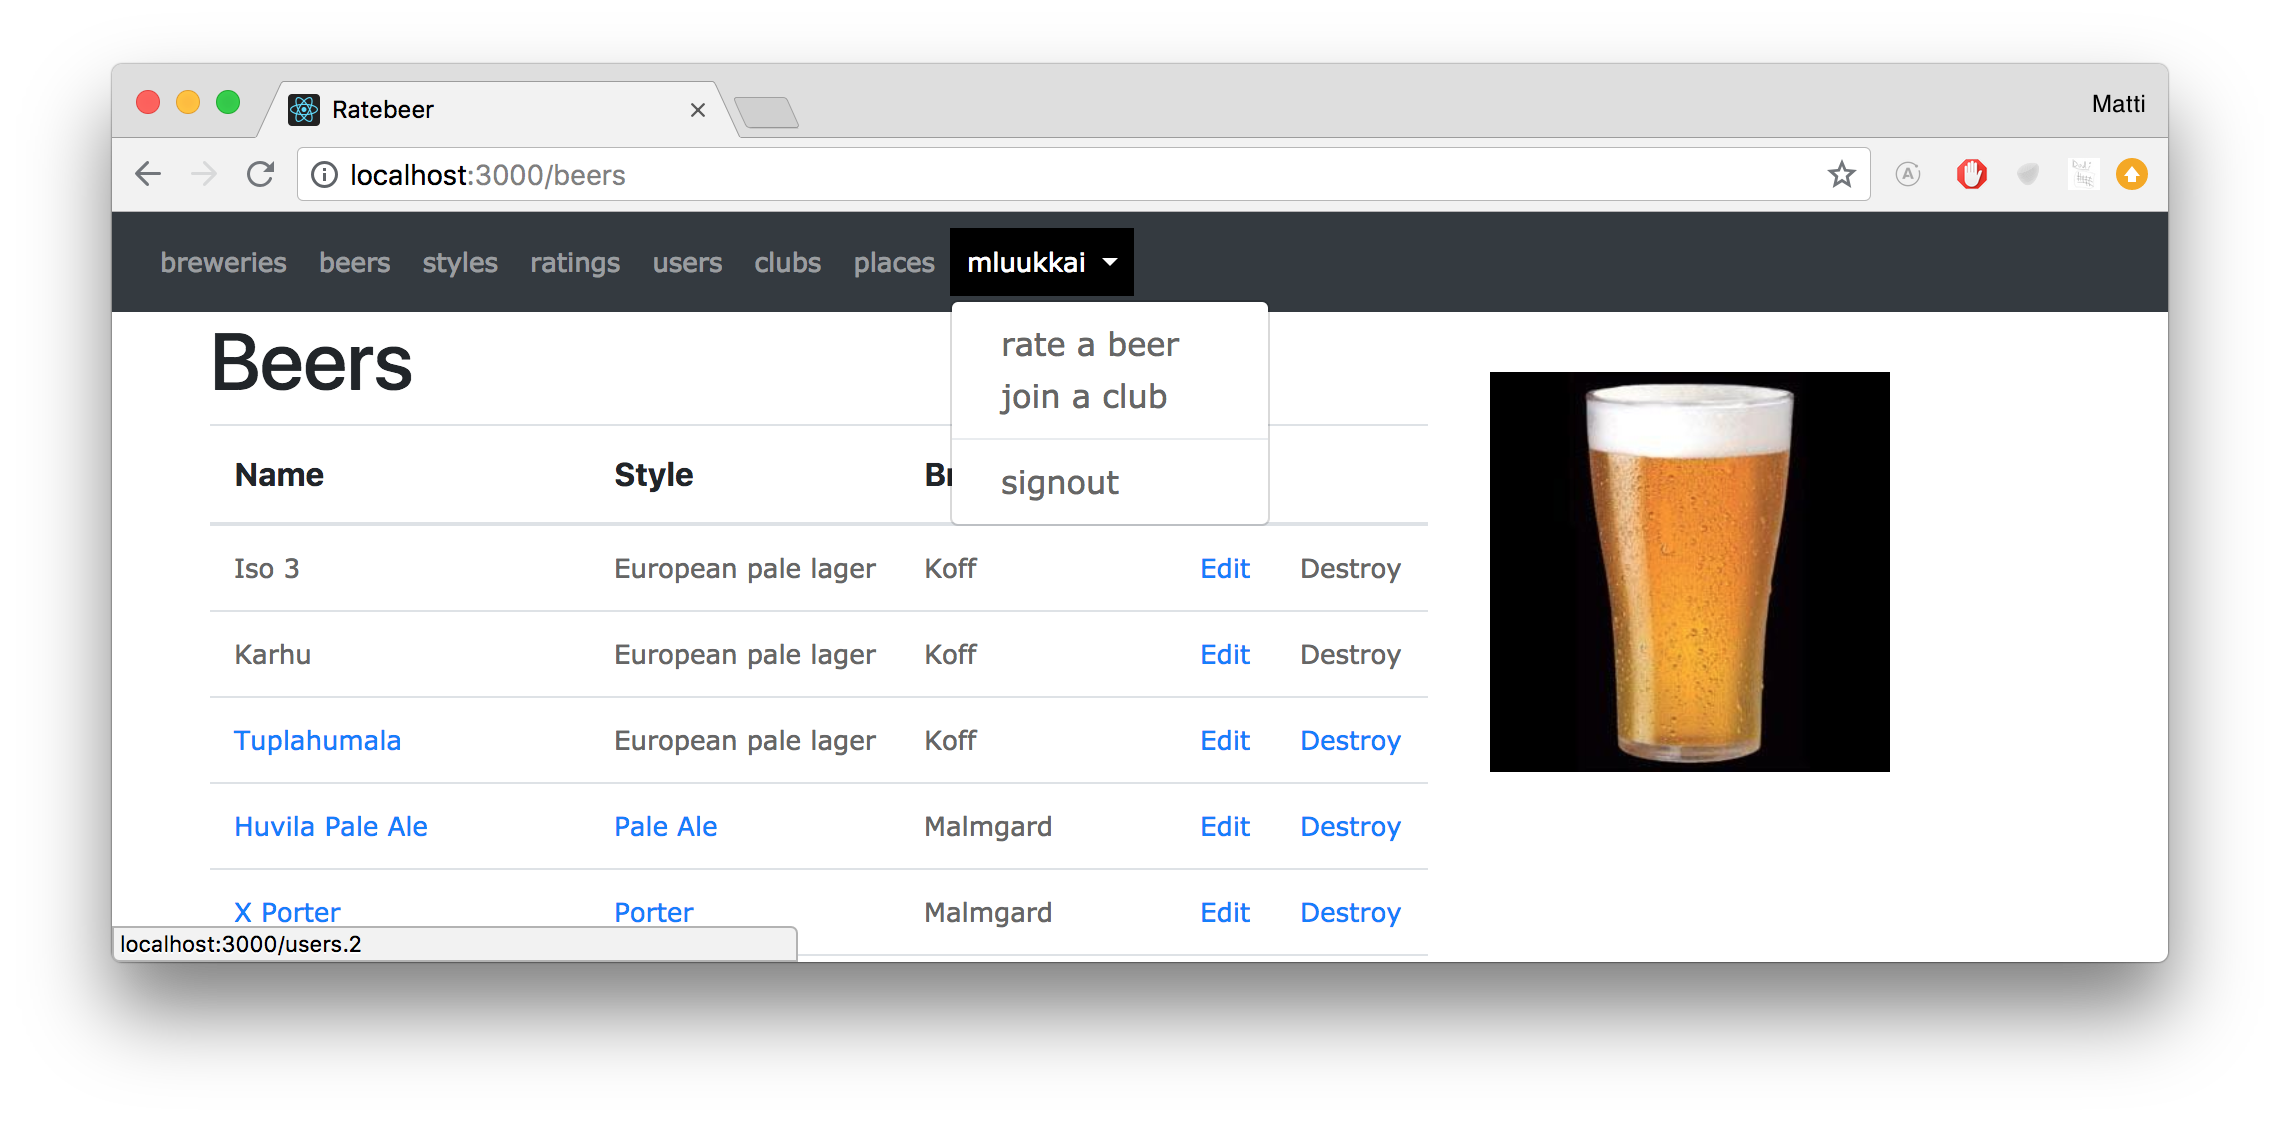 Ratebeer
Matti
localhost:3000/beers
breweries beers styles ratings users clubs places mluukkai
rate a beer
join a club
signout
Beers
Name Style
Iso 3 European pale lager Koff Edit Destroy
Karhu European pale lager Koff Edit Destroy
Tuplahumala European pale lager Koff Edit Destroy
Huvila Pale Ale Pale Ale Malmgard Edit Destroy
X Porter Porter Malmgard Edit Destroy
localhost:3000/users.2